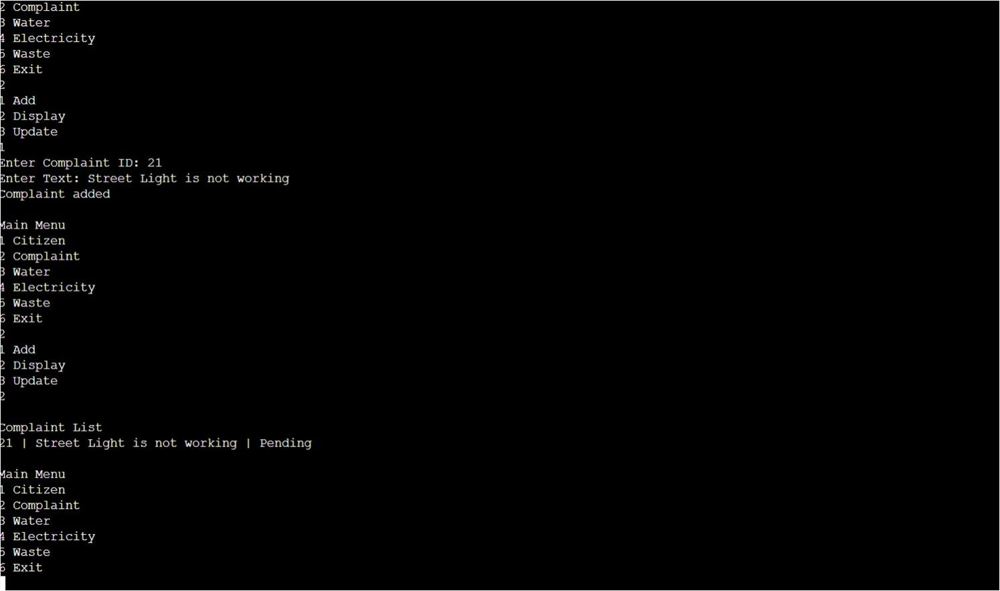 2 Complaint
3 Water
4 Electricity
5 Waste
6 Exit
2
1 Add
2 Display
3 Update
1
Enter Complaint ID: 21
Enter Text: Street Light is not working
Complaint added
Main Menu
1 Citizen
2 Complaint
3 Water
4 Electricity
5 Waste
6 Exit
2
1 Add
2 Display
3 Update
2
Complaint List
21 | Street Light is not working | Pending
Main Menu
1 Citizen
2 Complaint
3 Water
4 Electricity
5 Waste
6 Exit